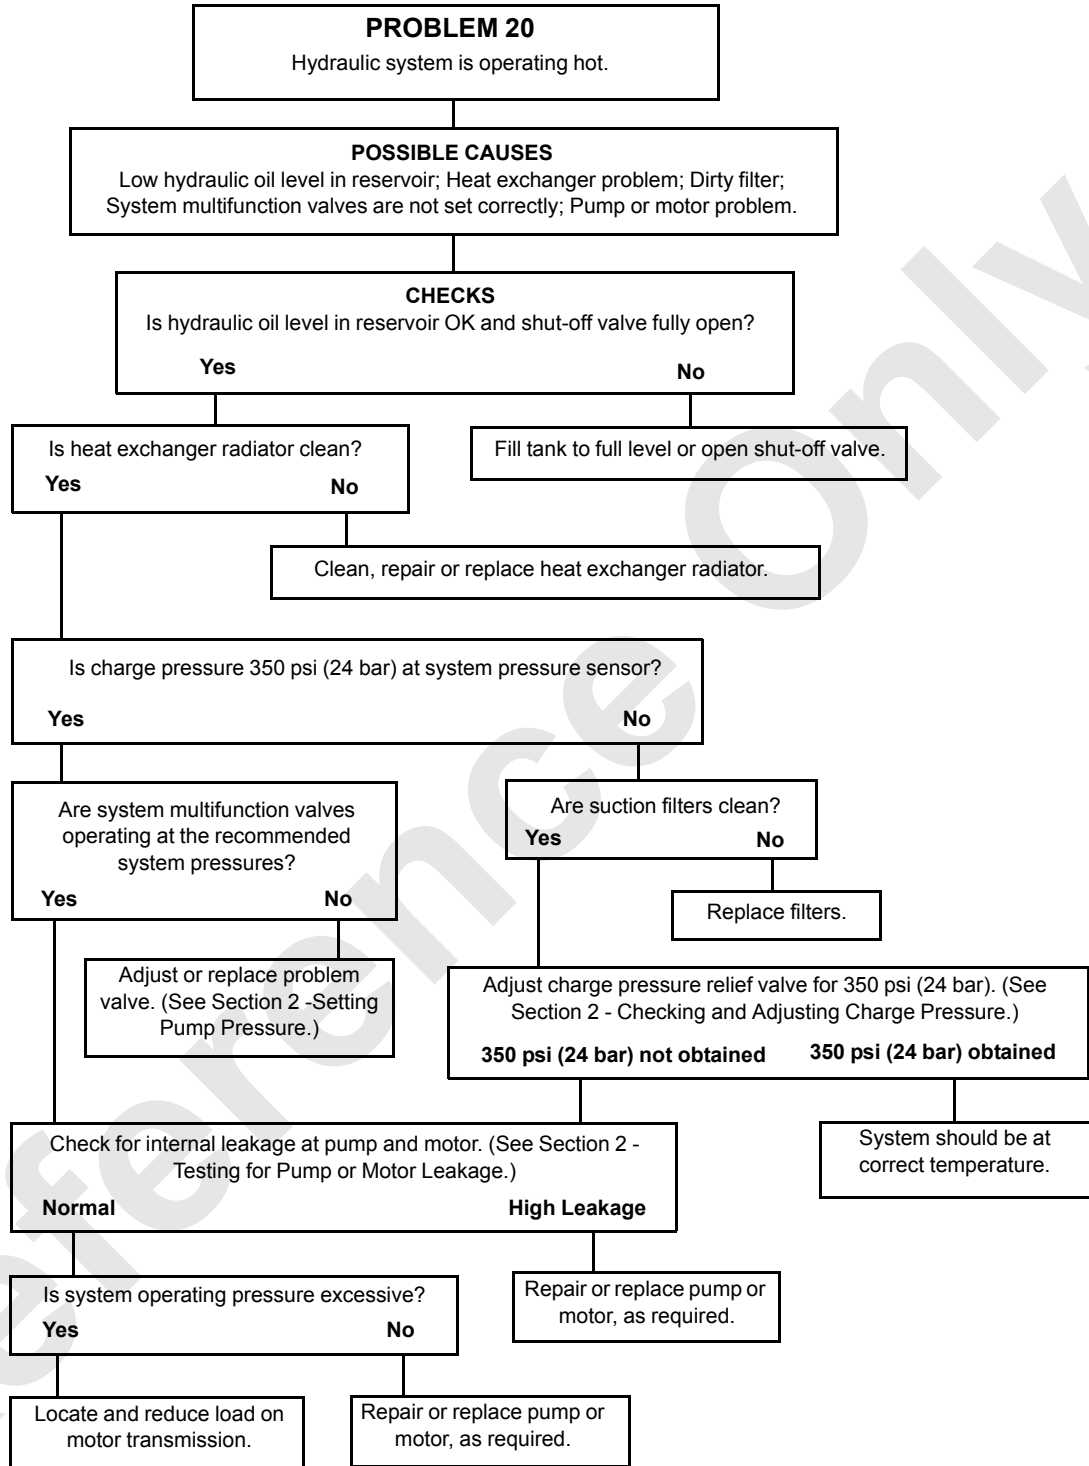 PROBLEM 20
Hydraulic system is operating hot.
POSSIBLE CAUSES
Low hydraulic oil level in reservoir; Heat exchanger problem; Dirty filter;
System multifunction valves are not set correctly; Pump or motor problem.
CHECKS
Is hydraulic oil level in reservoir OK and shut-off valve fully open?
Yes
No
Is heat exchanger radiator clean?
Yes
No
Fill tank to full level or open shut-off valve.
Clean, repair or replace heat exchanger radiator.
Is charge pressure 350 psi (24 bar) at system pressure sensor?
Yes
No
Are system multifunction valves
operating at the recommended
system pressures?
Yes
No
Are suction filters clean?
Yes
No
Replace filters.
Adjust or replace problem
valve. (See Section 2 -Setting
Pump Pressure.)
Adjust charge pressure relief valve for 350 psi (24 bar). (See
Section 2 - Checking and Adjusting Charge Pressure.)
350 psi (24 bar) not obtained
350 psi (24 bar) obtained
Check for internal leakage at pump and motor. (See Section 2 -
Testing for Pump or Motor Leakage.)
Normal
High Leakage
System should be at
correct temperature.
Is system operating pressure excessive?
Yes
No
Repair or replace pump or
motor, as required.
Locate and reduce load on
motor transmission.
Repair or replace pump or
motor, as required.
eference Only